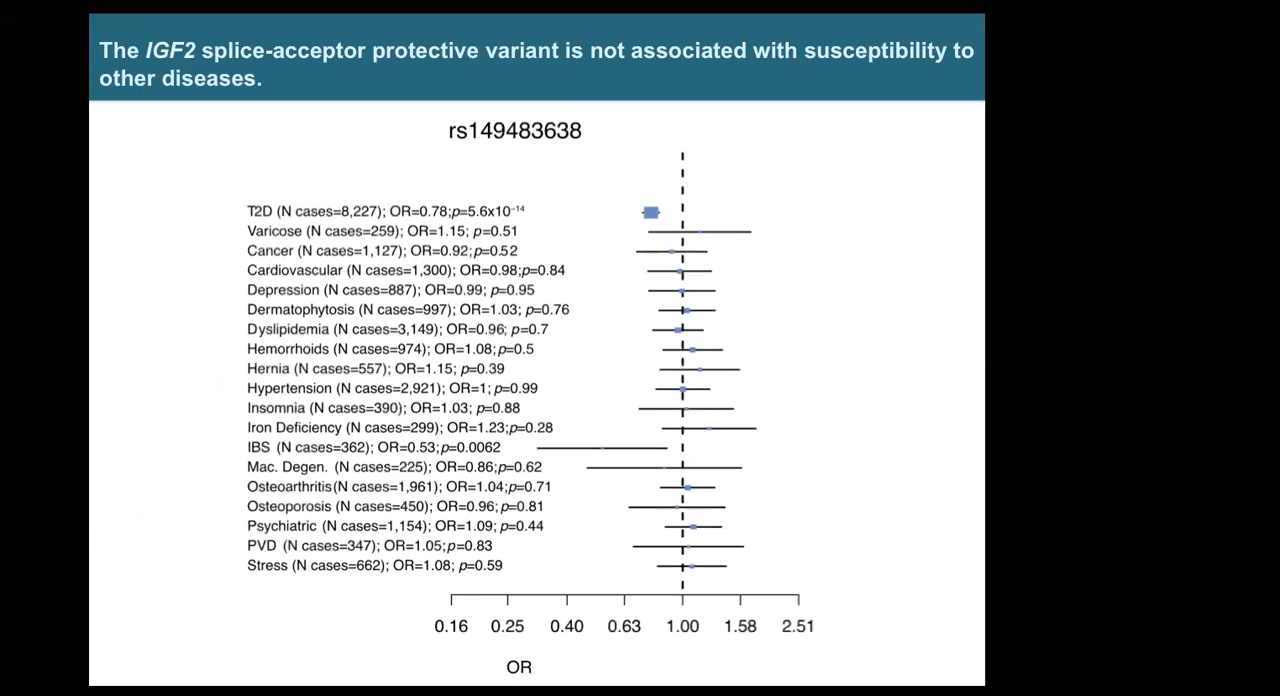 The IGF2 splice-acceptor protective variant is not associated with susceptibility to
other diseases.
rs149483638
T2D (N cases=8,227); OR=0.78;p=5.6x10⁻¹⁴
Varicose (N cases=259); OR=1.15; p=0.51
Cancer (N cases=1,127); OR=0.92;p=0.52
Cardiovascular (N cases=1,300); OR=0.98;p=0.84
Depression (N cases=887); OR=0.99; p=0.95
Dermatophytosis (N cases=997); OR=1.03; p=0.76
Dyslipidemia (N cases=3,149); OR=0.96; p=0.7
Hemorrhoids (N cases=974); OR=1.08;p=0.5
Hernia (N cases=557); OR=1.15; p=0.39
Hypertension (N cases=2,921); OR=1; p=0.99
Insomnia (N cases=390); OR=1.03; p=0.88
Iron Deficiency (N cases=299); OR=1.23;p=0.28
IBS (N cases=362); OR=0.53;p=0.0062
Mac. Degen. (N cases=225); OR=0.86;p=0.62
Osteoarthritis(N cases=1,961); OR=1.04;p=0.71
Osteoporosis (N cases=450); OR=0.96; p=0.81
Psychiatric (N cases=1,154); OR=1.09; p=0.44
PVD (N cases=347); OR=1.05;p=0.83
Stress (N cases=662); OR=1.08; p=0.59
0.16 0.25 0.40 0.63 1.00 1.58 2.51
OR